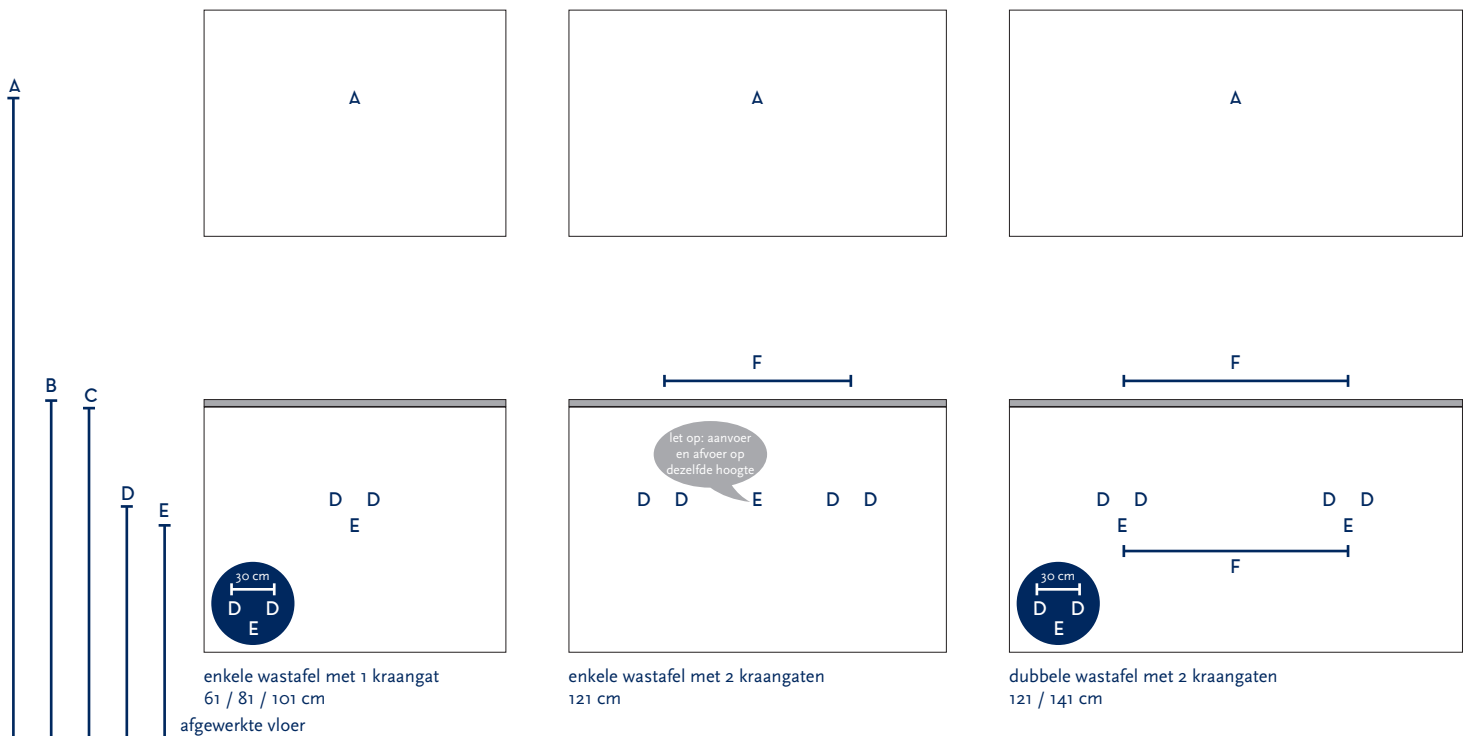 A
A
A
A
B
C
D
E
F
F
let op: aanvoer
en afvoer op
dezelfde hoogte
D D
E
D D E D D
D D D D
E E
F
30 cm
D D
E
30 cm
D D
E
enkele wastafel met 1 kraangat
61 / 81 / 101 cm
enkele wastafel met 2 kraangaten
121 cm
dubbele wastafel met 2 kraangaten
121 / 141 cm
afgewerkte vloer